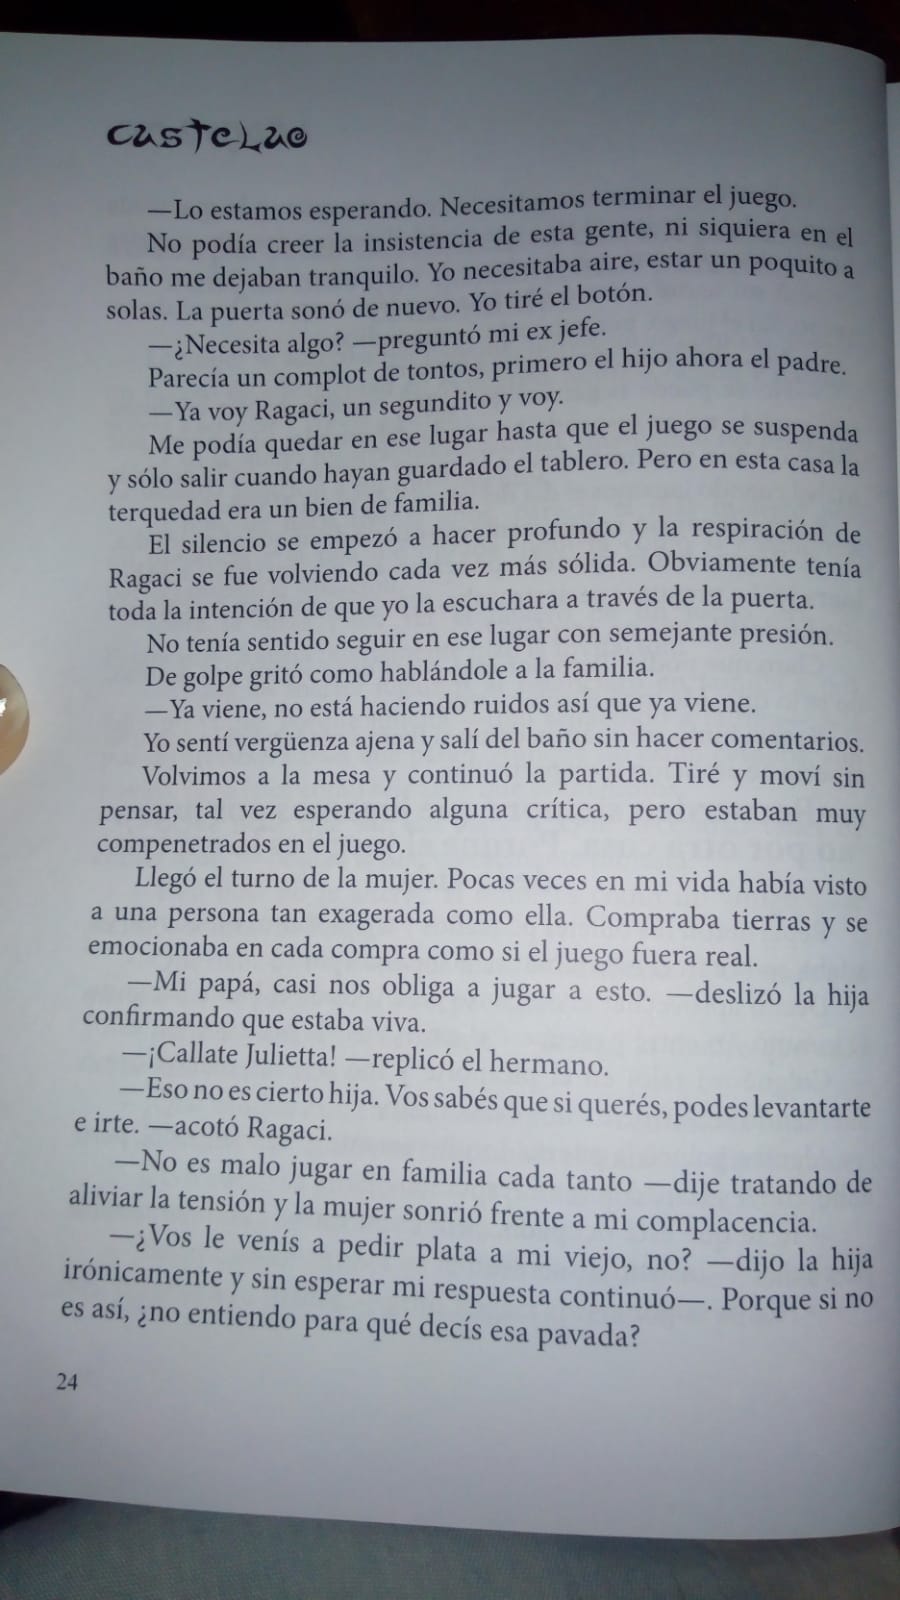 CASTELAO
—Lo estamos esperando. Necesitamos terminar el juego.
No podía creer la insistencia de esta gente, ni siquiera en el
baño me dejaban tranquilo. Yo necesitaba aire, estar un poquito a
solas. La puerta sonó de nuevo. Yo tiré el botón.
—¿Necesita algo? —preguntó mi ex jefe.
Parecía un complot de tontos, primero el hijo ahora el padre.
—Ya voy Ragaci, un segundito y voy.
Me podía quedar en ese lugar hasta que el juego se suspenda
y sólo salir cuando hayan guardado el tablero. Pero en esta casa la
terquedad era un bien de familia.
El silencio se empezó a hacer profundo y la respiración de
Ragaci se fue volviendo cada vez más sólida. Obviamente tenía
toda la intención de que yo la escuchara a través de la puerta.
No tenía sentido seguir en ese lugar con semejante presión.
De golpe gritó como hablándole a la familia.
—Ya viene, no está haciendo ruidos así que ya viene.
Yo sentí vergüenza ajena y salí del baño sin hacer comentarios.
Volvimos a la mesa y continuó la partida. Tiré y moví sin
pensar, tal vez esperando alguna crítica, pero estaban muy
compenetrados en el juego.
Llegó el turno de la mujer. Pocas veces en mi vida había visto
a una persona tan exagerada como ella. Compraba tierras y se
emocionaba en cada compra como si el juego fuera real.
—Mi papá, casi nos obliga a jugar a esto. —deslizó la hija
confirmando que estaba viva.
—¡Callate Julietta! —replicó el hermano.
—Eso no es cierto hija. Vos sabés que si querés, podes levantarte
e irte. —acotó Ragaci.
—No es malo jugar en familia cada tanto —dije tratando de
aliviar la tensión y la mujer sonrió frente a mi complacencia.
—¿Vos le venís a pedir plata a mi viejo, no? —dijo la hija
irónicamente y sin esperar mi respuesta continuó—. Porque si no
es así, ¿no entiendo para qué decís esa pavada?
24